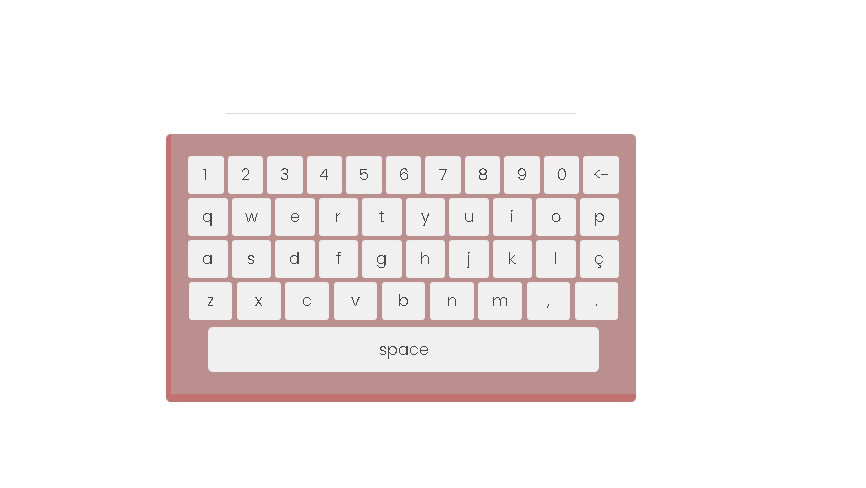 1 2 3 4 5 6 7 8 9 0 <-
q w e r t y u i o p
a s d f g h j k l ç
z x c v b n m , .
space